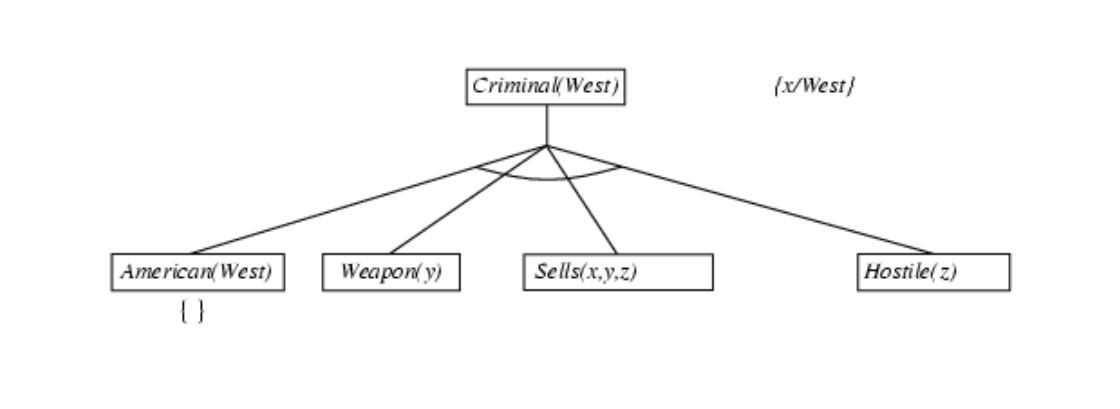 Criminal(West)
{x/West}
American(West)
Weapon(y)
Sells(x,y,z)
Hostile(z)
{ }